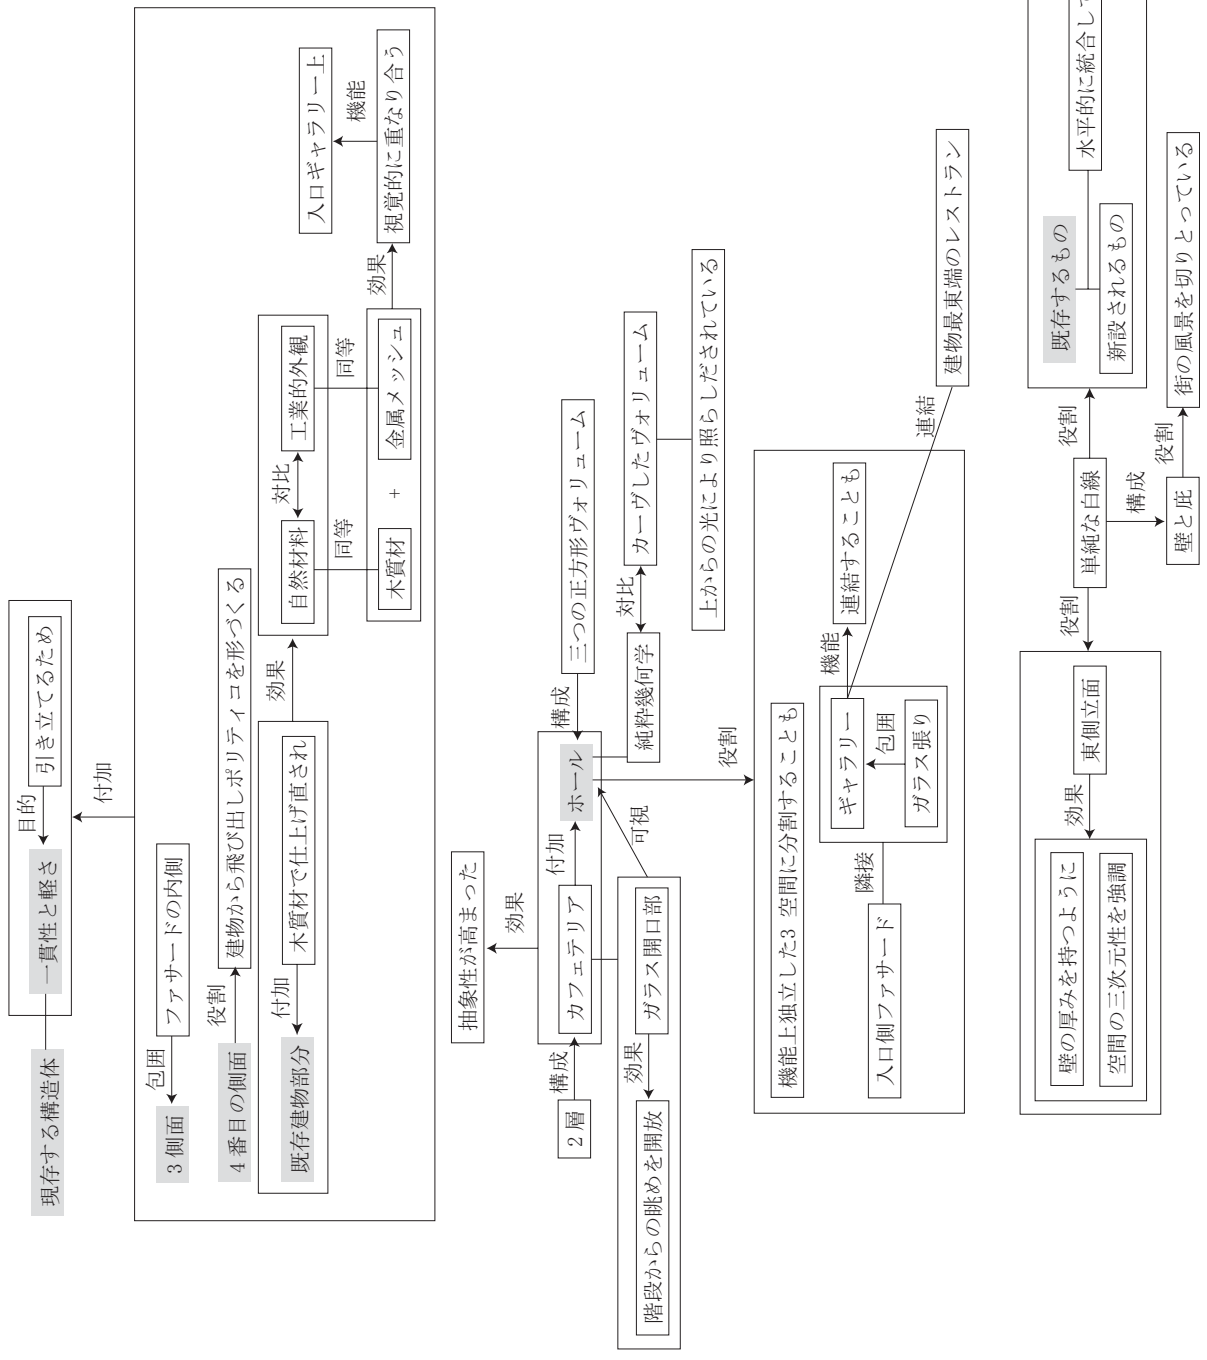 現存する構造体
一貫性と軽さ
目的
引き立てるため
付加
3側面
包囲
ファサードの内側
4番目の側面
役割
建物から飛び出しポリティコを形づくる
既存建物部分
付加
木質材で仕上げ直され
効果
自然材料
対比
工業的外観
同等
同等
木質材
+
金属メッシュ
効果
視覚的に重なり合う
機能
入口ギャラリー上
抽象性が高まった
効果
2層
構成
カフェテリア
付加
ホール
構成
三つの正方形ヴォリューム
階段からの眺めを開放
効果
ガラス開口部
可視
純粋幾何学
対比
カーヴしたヴォリューム
上からの光により照らしだされている
役割
機能上独立した3 空間に分割することも
入口側ファサード
隣接
ギャラリー
包囲
ガラス張り
機能
連結することも
連結
建物最東端のレストラン
壁の厚みを持つように
空間の三次元性を強調
効果
東側立面
役割
単純な白線
役割
構成
壁と庇
役割
街の風景を切りとっている
既存するもの
新設されるもの
水平的に統合して